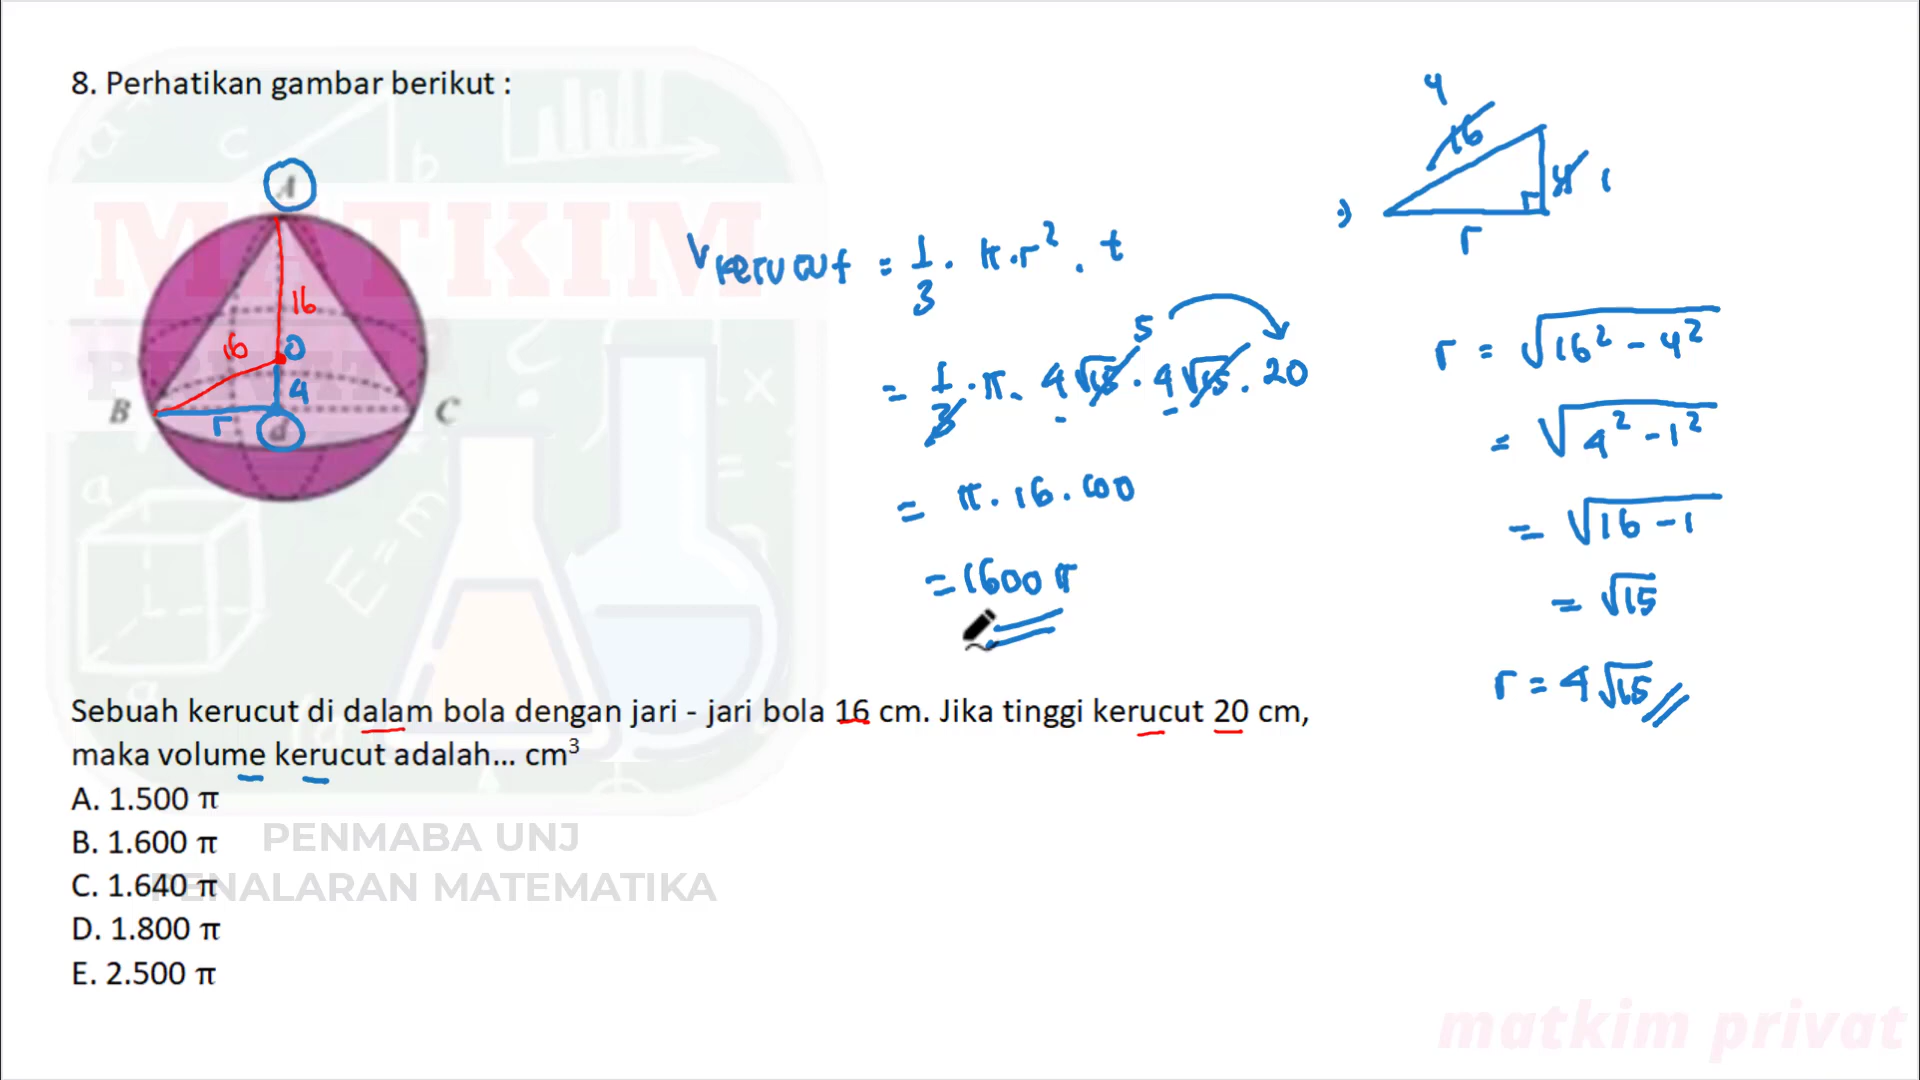 8. Perhatikan gambar berikut :
A
16
16
O
4
r
B
d
C
V kerucut = 1/3 . π . r² . t
5
= 1/3 . π . 4√15 . 4√15 . 20
= π . 16 . 100
= 1600 π
4
16
4 1
r
r = √16² - 4²
= √4² - 1²
= √16 - 1
= √15
r = 4√15
Sebuah kerucut di dalam bola dengan jari - jari bola 16 cm. Jika tinggi kerucut 20 cm,
maka volume kerucut adalah... cm³
A. 1.500 π
B. 1.600 π
C. 1.640 π
D. 1.800 π
E. 2.500 π
MATKIM
PRIVAT
PENMABA UNJ
PENALARAN MATEMATIKA
matkim privat